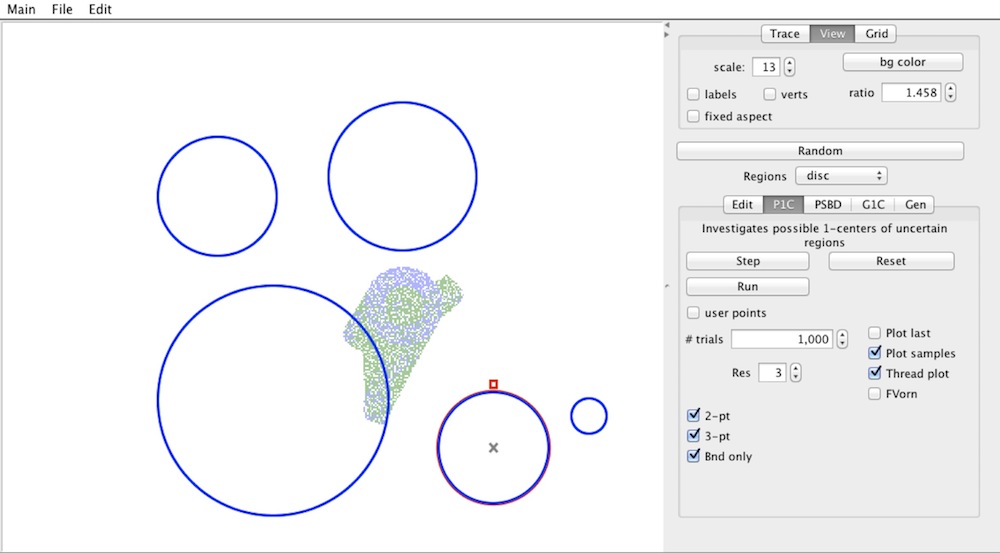 Main File Edit
Trace View Grid
scale: 13 bg color
labels verts ratio 1.458
fixed aspect
Random
Regions disc
Edit P1C PSBD G1C Gen
Investigates possible 1-centers of uncertain
regions
Step Reset
Run
user points
# trials 1,000 Plot last
Plot samples
Res 3 Thread plot
FVorn
2-pt
3-pt
Bnd only